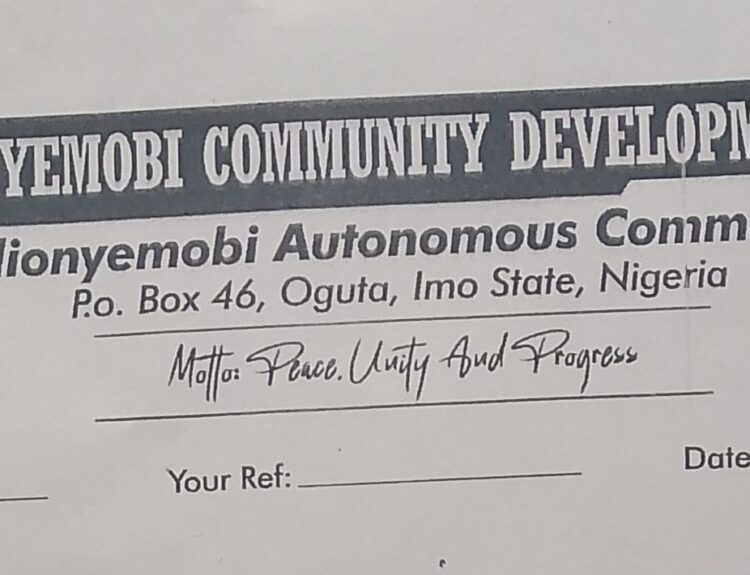 YEMOBI COMMUNITY DEVELOPM
lionyemobi Autonomous Comm
P.o. Box 46, Oguta, Imo State, Nigeria
Motto: Peace. Unity And Progress
Your Ref: Date